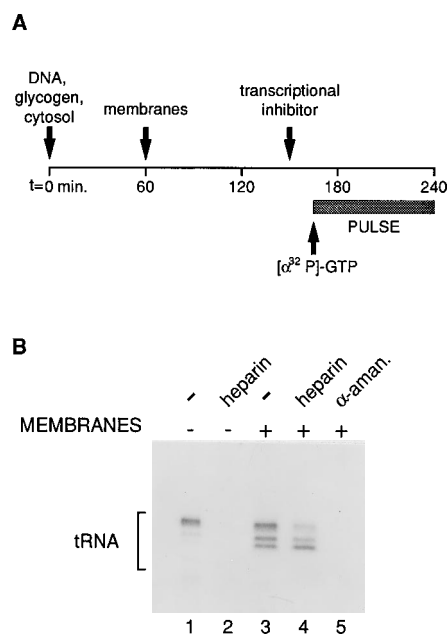 A
DNA,
glycogen,
cytosol
membranes
transcriptional
inhibitor
t=0 min.
60
120
180
240
PULSE
[α³² P]-GTP
B
- heparin - heparin α-aman.
MEMBRANES - - + + +
tRNA
1 2 3 4 5